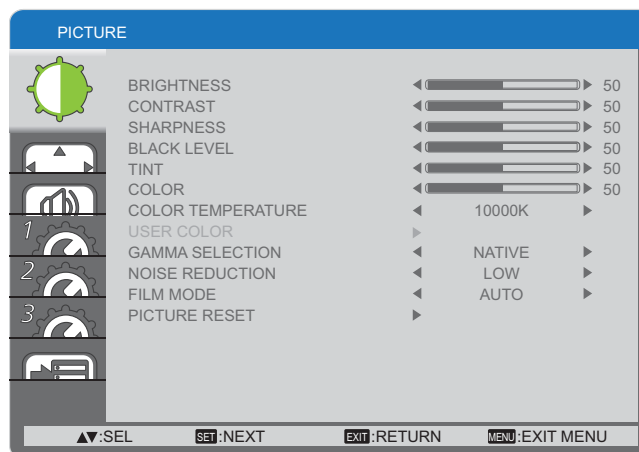 PICTURE
BRIGHTNESS 50
CONTRAST 50
SHARPNESS 50
BLACK LEVEL 50
TINT 50
COLOR 50
COLOR TEMPERATURE 10000K
USER COLOR
GAMMA SELECTION NATIVE
NOISE REDUCTION LOW
FILM MODE AUTO
PICTURE RESET
1
2
3
▲▼:SEL SET:NEXT EXIT:RETURN MENU:EXIT MENU